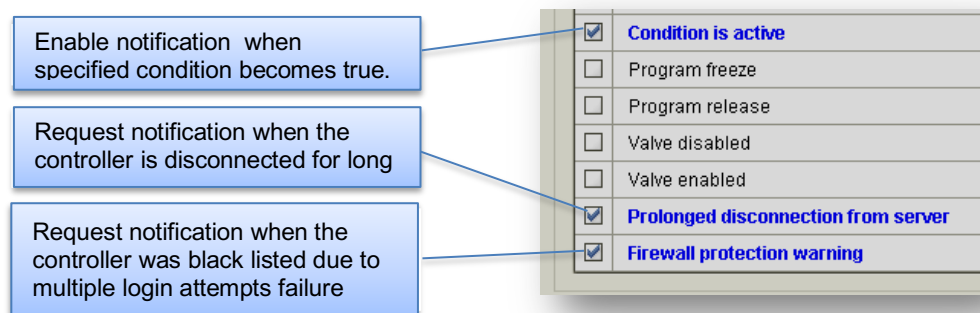 Enable notification when
specified condition becomes true.
Request notification when the
controller is disconnected for long
Request notification when the
controller was black listed due to
multiple login attempts failure
Condition is active
Program freeze
Program release
Valve disabled
Valve enabled
Prolonged disconnection from server
Firewall protection warning